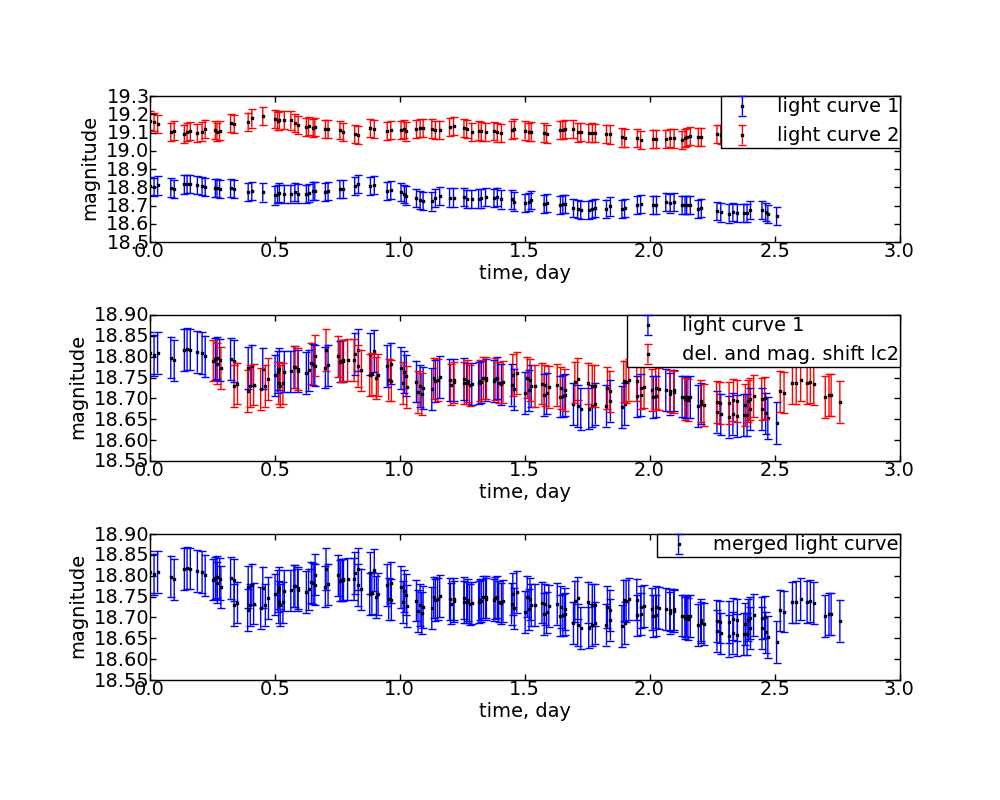 19.3
19.2
19.1
19.0
18.9
18.8
18.7
18.6
18.5
magnitude
light curve 1
light curve 2
0.0 0.5 1.0 1.5 2.0 2.5 3.0
time, day
18.90
18.85
18.80
18.75
18.70
18.65
18.60
18.55
magnitude
light curve 1
del. and mag. shift lc2
0.0 0.5 1.0 1.5 2.0 2.5 3.0
time, day
18.90
18.85
18.80
18.75
18.70
18.65
18.60
18.55
magnitude
merged light curve
0.0 0.5 1.0 1.5 2.0 2.5 3.0
time, day